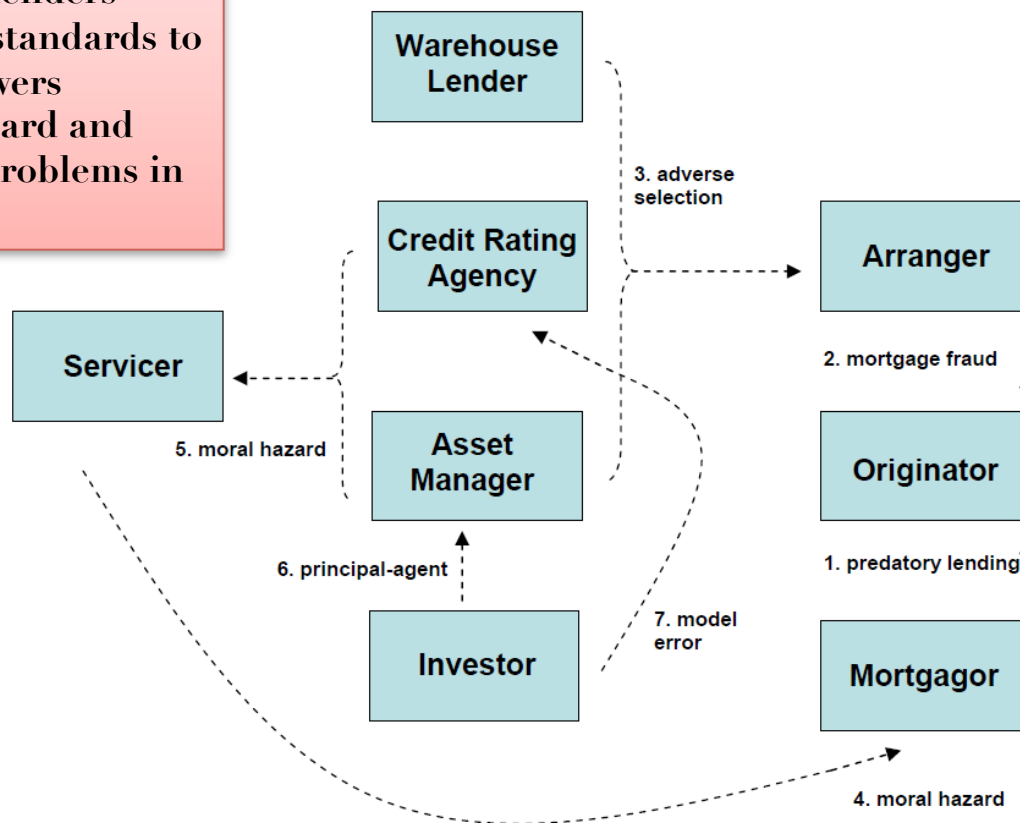 standards to
ard and
roblems in
Warehouse
Lender
3. adverse
selection
Credit Rating
Agency
Arranger
Servicer
2. mortgage fraud
5. moral hazard
Asset
Manager
Originator
6. principal-agent
1. predatory lending
7. model
error
Investor
Mortgagor
4. moral hazard